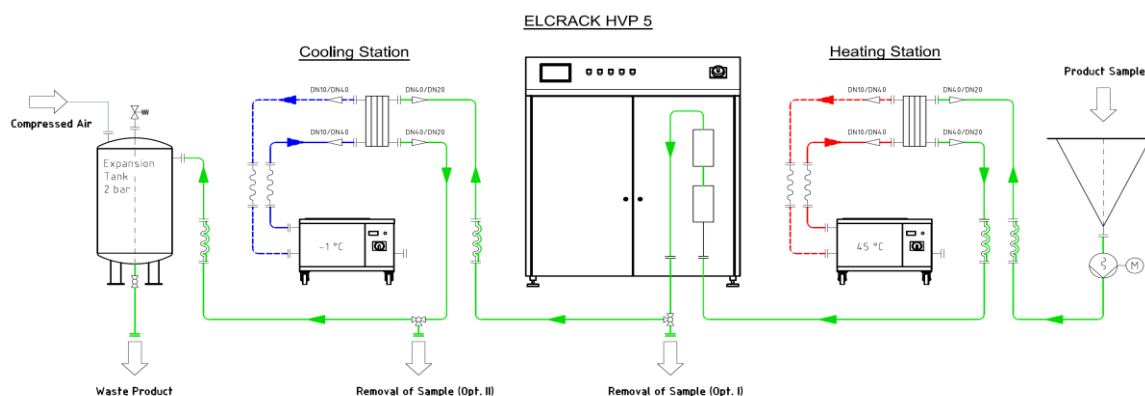 ELCRACK HVP 5
Cooling Station
Heating Station
Product Sample
DN10/DN40
DN40/DN20
DN10/DN40
DN40/DN20
Compressed Air
DN10/DN40
DN40/DN20
DN10/DN40
DN40/DN20
Expansion
Tank
2 bar
-1 °C
45 °C
M
Waste Product
Removal of Sample (Opt. II)
Removal of Sample (Opt. I)